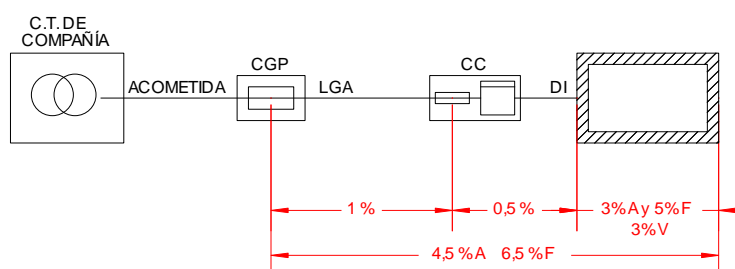 C.T. DE
COMPAÑÍA
ACOMETIDA
CGP
LGA
CC
DI
1 %
0,5 %
3%A y 5%F
3%V
4,5 %A 6,5 %F